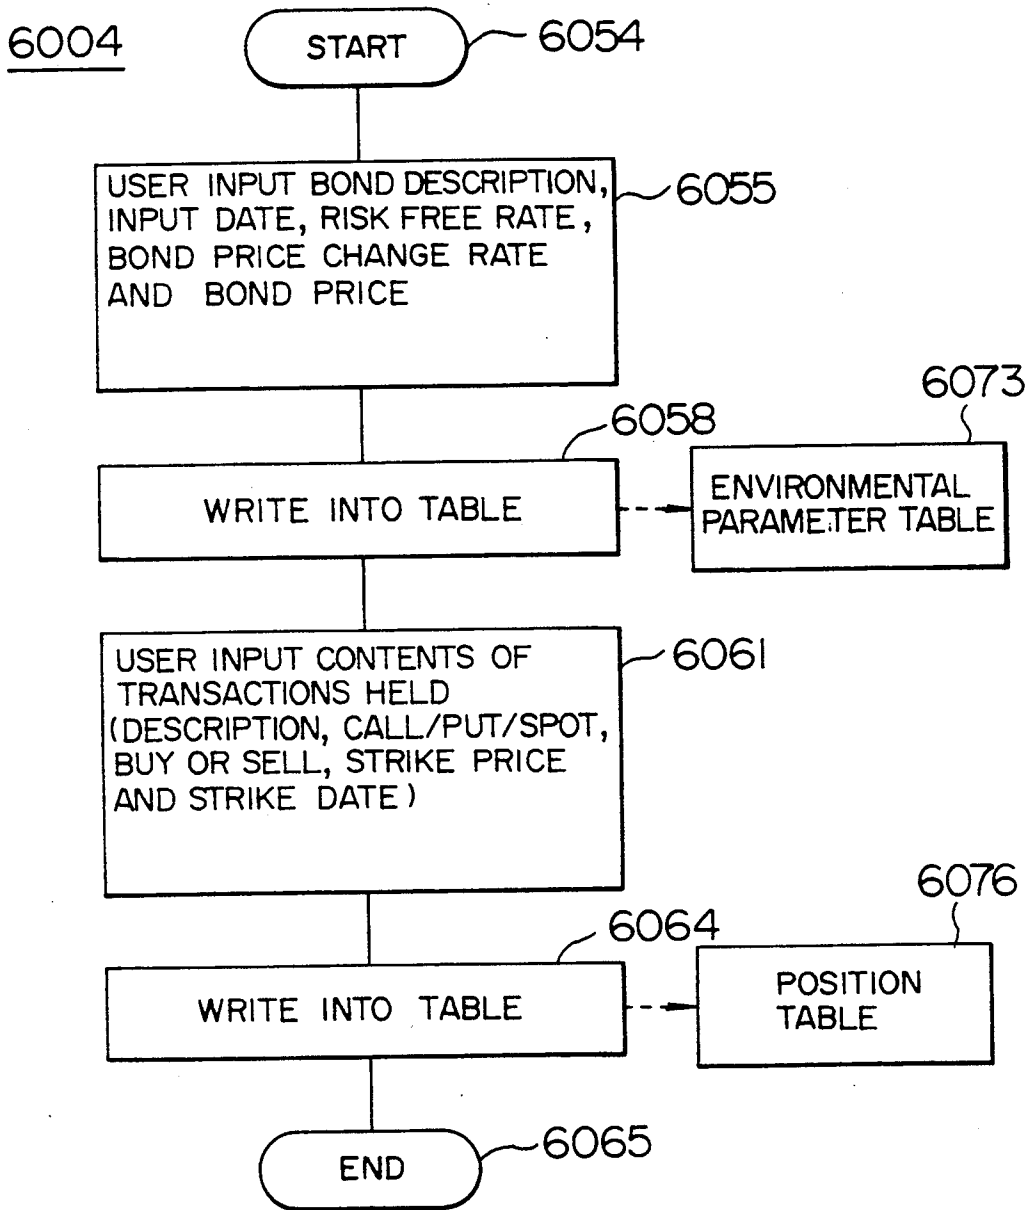 6004
START
6054
USER INPUT BOND DESCRIPTION,
INPUT DATE, RISK FREE RATE,
BOND PRICE CHANGE RATE
AND BOND PRICE
6055
6058
WRITE INTO TABLE
6073
ENVIRONMENTAL
PARAMETER TABLE
USER INPUT CONTENTS OF
TRANSACTIONS HELD
(DESCRIPTION, CALL/PUT/SPOT,
BUY OR SELL, STRIKE PRICE
AND STRIKE DATE)
6061
6064
WRITE INTO TABLE
6076
POSITION
TABLE
END
6065